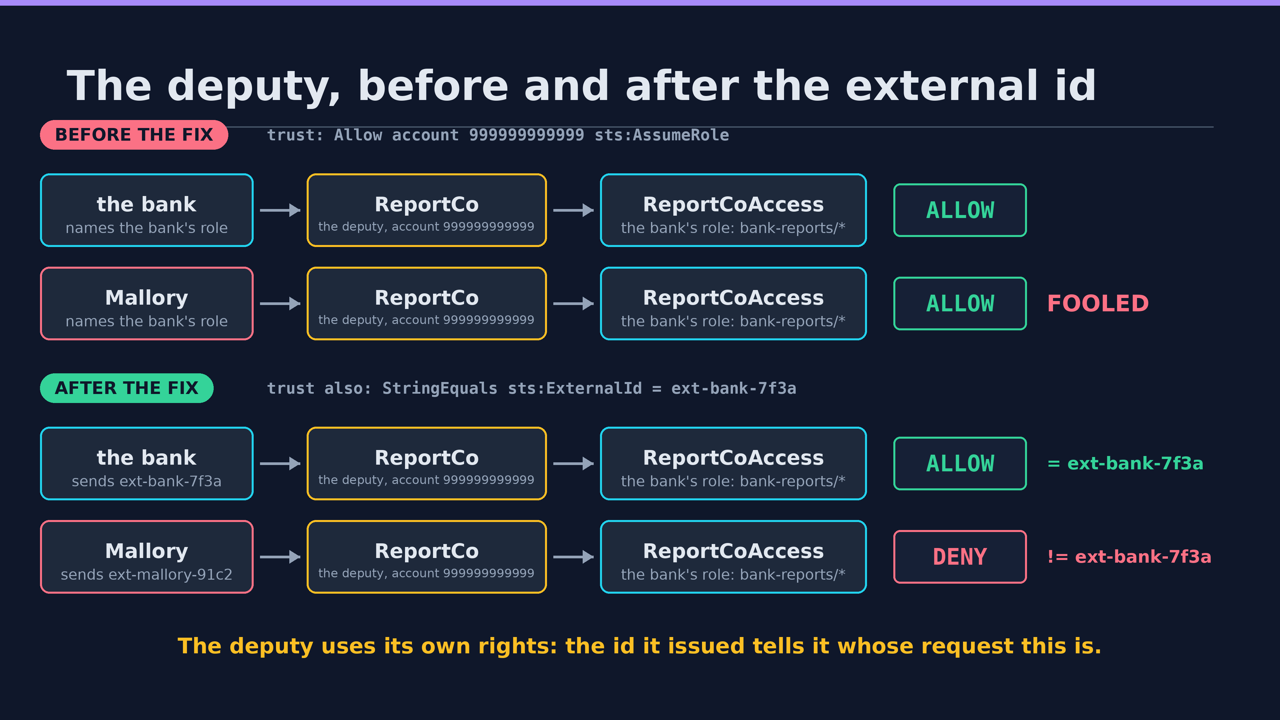 The deputy, before and after the external id
BEFORE THE FIX
trust: Allow account 999999999999 sts:AssumeRole
the bank
names the bank's role
ReportCo
the deputy, account 999999999999
ReportCoAccess
the bank's role: bank-reports/*
ALLOW
Mallory
names the bank's role
ReportCo
the deputy, account 999999999999
ReportCoAccess
the bank's role: bank-reports/*
ALLOW
FOOLED
AFTER THE FIX
trust also: StringEquals sts:ExternalId = ext-bank-7f3a
the bank
sends ext-bank-7f3a
ReportCo
the deputy, account 999999999999
ReportCoAccess
the bank's role: bank-reports/*
ALLOW
= ext-bank-7f3a
Mallory
sends ext-mallory-91c2
ReportCo
the deputy, account 999999999999
ReportCoAccess
the bank's role: bank-reports/*
DENY
!= ext-bank-7f3a
The deputy uses its own rights: the id it issued tells it whose request this is.